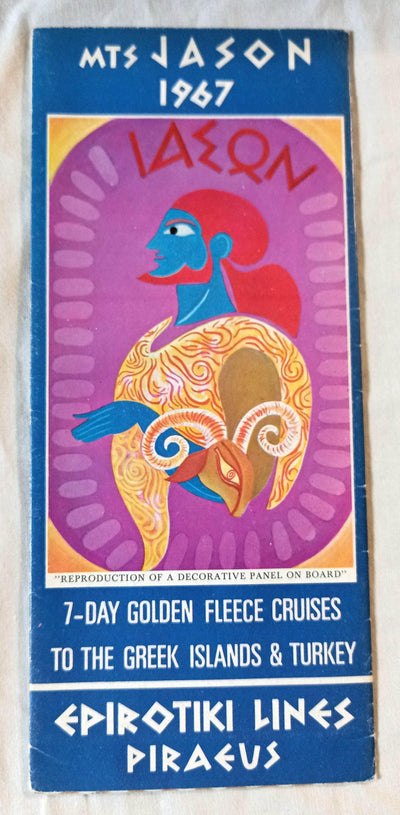 MTS JASON
1967
ΙΑΣΩΝ
"REPRODUCTION OF A DECORATIVE PANEL ON BOARD"
7-DAY GOLDEN FLEECE CRUISES
TO THE GREEK ISLANDS & TURKEY
EPIROTIKI LINES
PIRAEUS